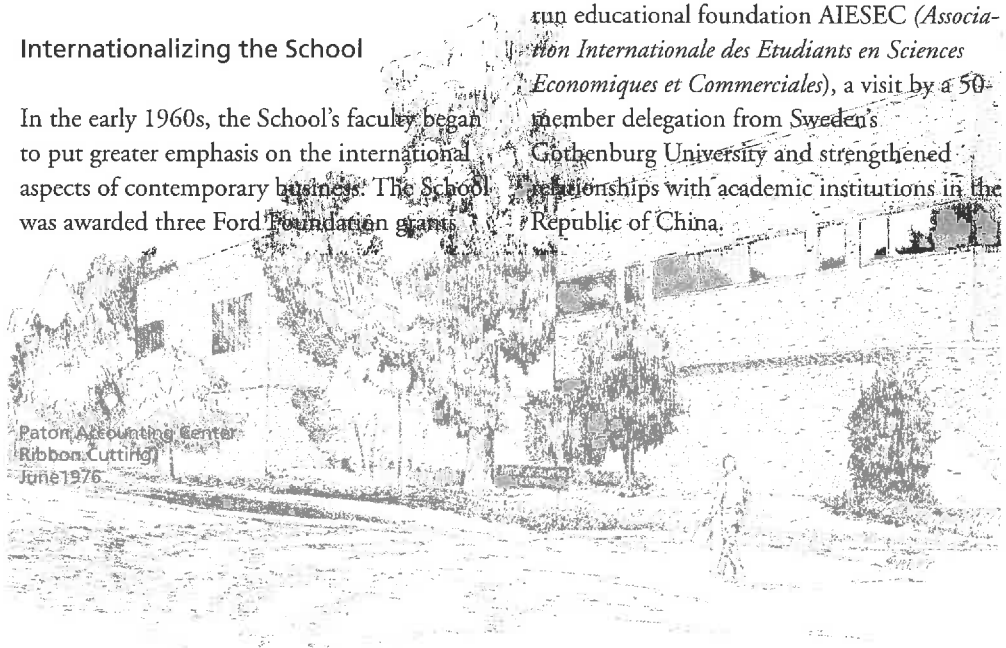 Internationalizing the School
In the early 1960s, the School's faculty began
to put greater emphasis on the international
aspects of contemporary business. The School
was awarded three Ford Foundation grants
run educational foundation AIESEC (Associa-
tion Internationale des Etudiants en Sciences
Economiques et Commerciales), a visit by a 50-
member delegation from Sweden's
Gothenburg University and strengthened
relationships with academic institutions in the
Republic of China.
Paton Accounting Center
Ribbon Cutting
June 1976